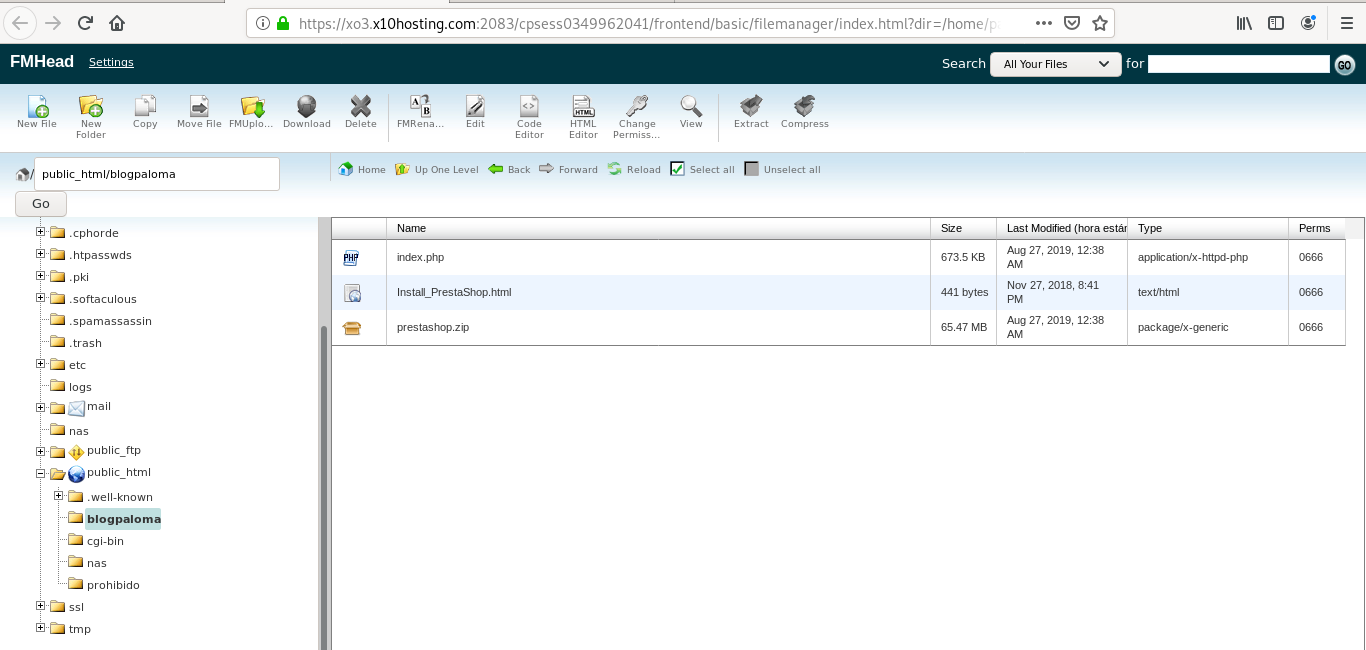 https://xo3.x10hosting.com:2083/cpsess0349962041/frontend/basic/filemanager/index.html?dir=/home/p
FMHead Settings Search All Your Files for GO
New File
New Folder
Copy
Move File
FMUplo...
Download
Delete
FMRena...
Edit
Code Editor
HTML Editor
Change Permiss...
View
Extract
Compress
/ public_html/blogpaloma
Go
Home Up One Level Back Forward Reload Select all Unselect all
.cphorde
.htpasswds
.pki
.softaculous
.spamassassin
.trash
etc
logs
mail
nas
public_ftp
public_html
.well-known
blogpaloma
cgi-bin
nas
prohibido
ssl
tmp
Name Size Last Modified (hora estár Type Perms
PHP index.php 673.5 KB Aug 27, 2019, 12:38 AM application/x-httpd-php 0666
Install_PrestaShop.html 441 bytes Nov 27, 2018, 8:41 PM text/html 0666
prestashop.zip 65.47 MB Aug 27, 2019, 12:38 AM package/x-generic 0666